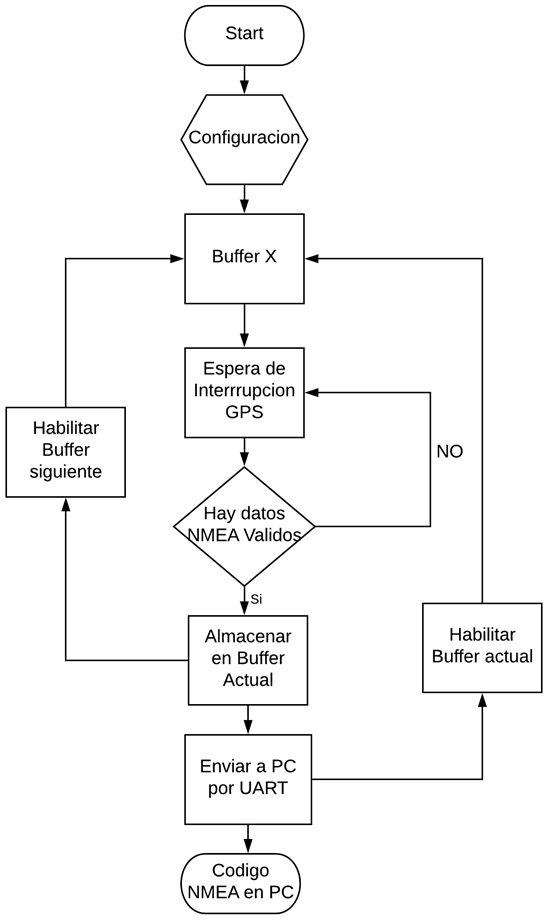 Start
Configuracion
Buffer X
Espera de
Interrrupcion
GPS
Habilitar
Buffer
siguiente
NO
Hay datos
NMEA Validos
Si
Almacenar
en Buffer
Actual
Habilitar
Buffer actual
Enviar a PC
por UART
Codigo
NMEA en PC